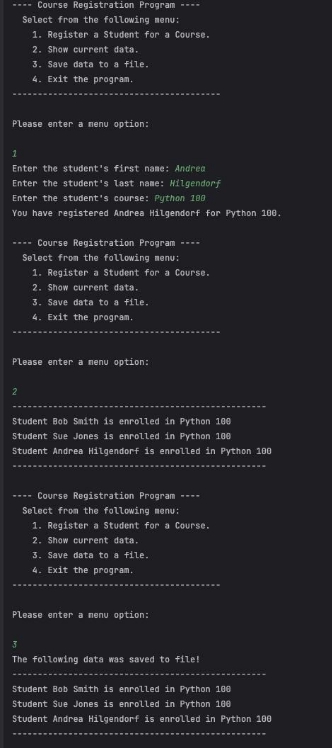 ---- Course Registration Program ----
  Select from the following menu:
    1. Register a Student for a Course.
    2. Show current data.
    3. Save data to a file.
    4. Exit the program.
-----------------------------------------
Please enter a menu option:
1
Enter the student's first name: Andrea
Enter the student's last name: Hilgendorf
Enter the student's course: Python 100
You have registered Andrea Hilgendorf for Python 100.
---- Course Registration Program ----
  Select from the following menu:
    1. Register a Student for a Course.
    2. Show current data.
    3. Save data to a file.
    4. Exit the program.
-----------------------------------------
Please enter a menu option:
2
--------------------------------------------------
Student Bob Smith is enrolled in Python 100
Student Sue Jones is enrolled in Python 100
Student Andrea Hilgendorf is enrolled in Python 100
--------------------------------------------------
---- Course Registration Program ----
  Select from the following menu:
    1. Register a Student for a Course.
    2. Show current data.
    3. Save data to a file.
    4. Exit the program.
-----------------------------------------
Please enter a menu option:
3
The following data was saved to file!
--------------------------------------------------
Student Bob Smith is enrolled in Python 100
Student Sue Jones is enrolled in Python 100
Student Andrea Hilgendorf is enrolled in Python 100
--------------------------------------------------